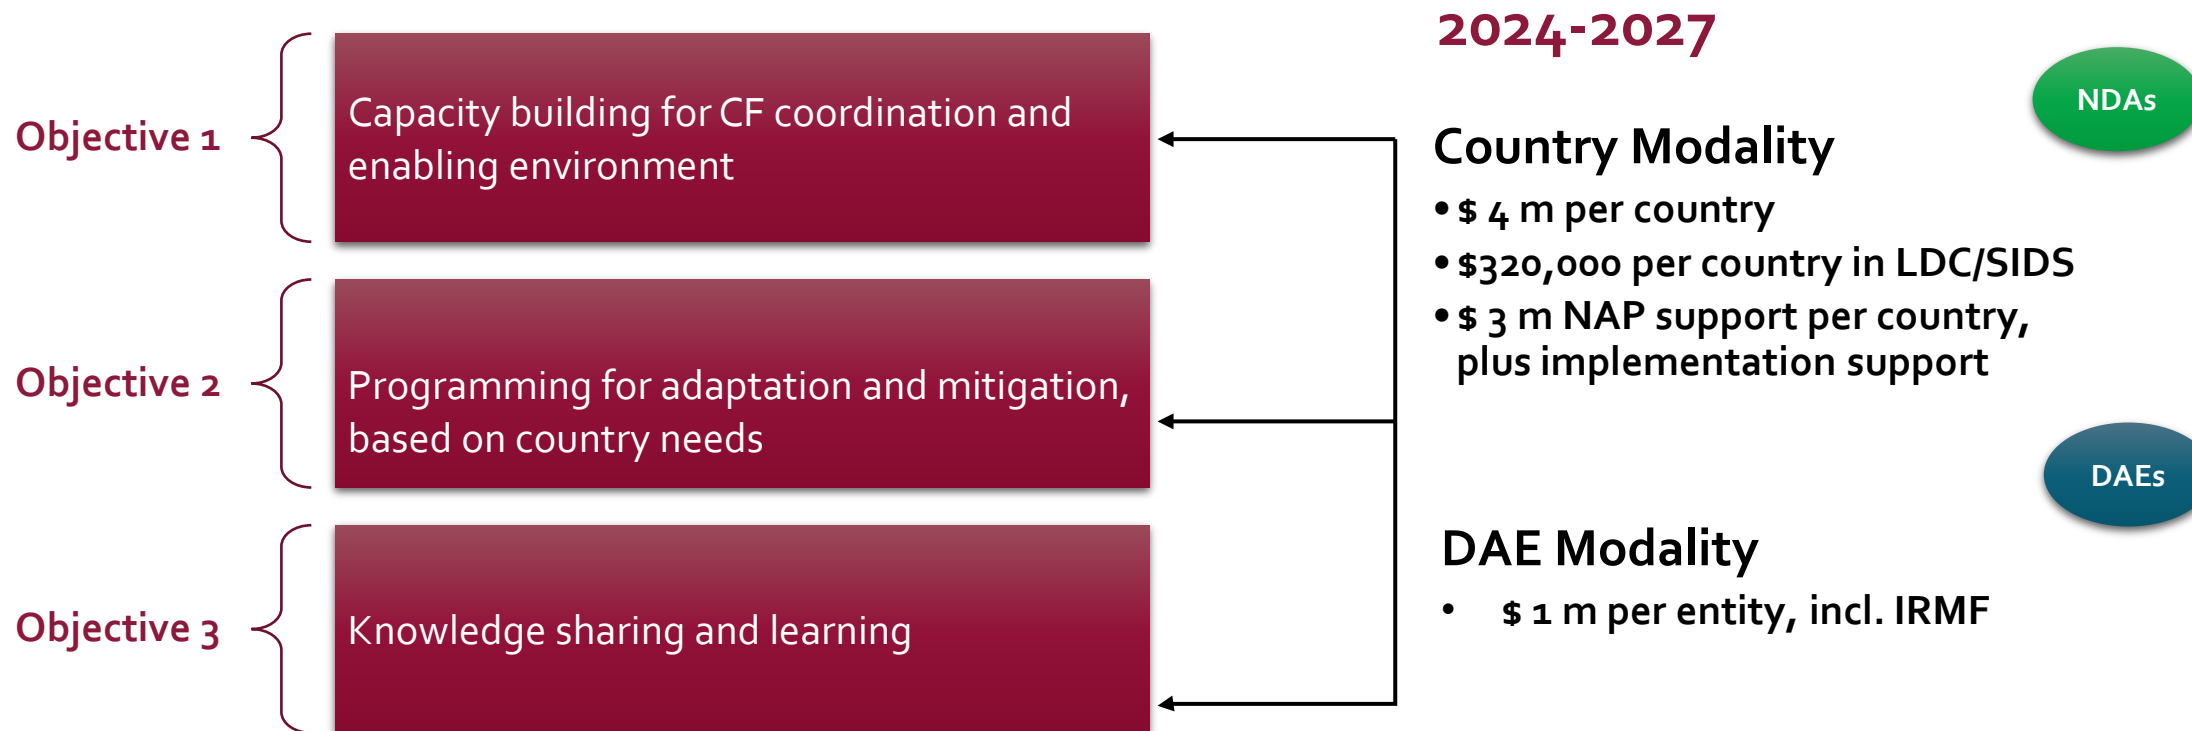 Objective 1
Capacity building for CF coordination and
enabling environment
Objective 2
Programming for adaptation and mitigation,
based on country needs
Objective 3
Knowledge sharing and learning
2024-2027
NDAs
Country Modality
• $ 4 m per country
• $320,000 per country in LDC/SIDS
• $ 3 m NAP support per country,
plus implementation support
DAEs
DAE Modality
• $ 1 m per entity, incl. IRMF